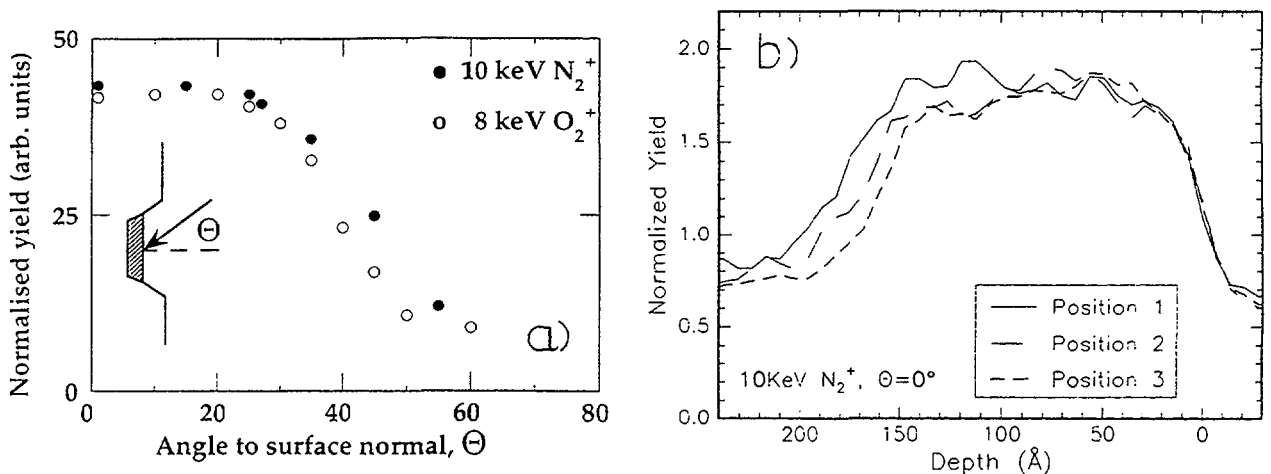 50
25
0
0 20 40 60 80
Normalised yield (arb. units)
Angle to surface normal, Θ
● 10 keV N₂⁺
○ 8 keV O₂⁺
Θ
a)
b)
2.0
1.5
1.0
0.5
0.0
200 150 100 50 0
Normalized Yield
Depth (Å)
Position 1
Position 2
Position 3
10KeV N₂⁺, Θ=0°